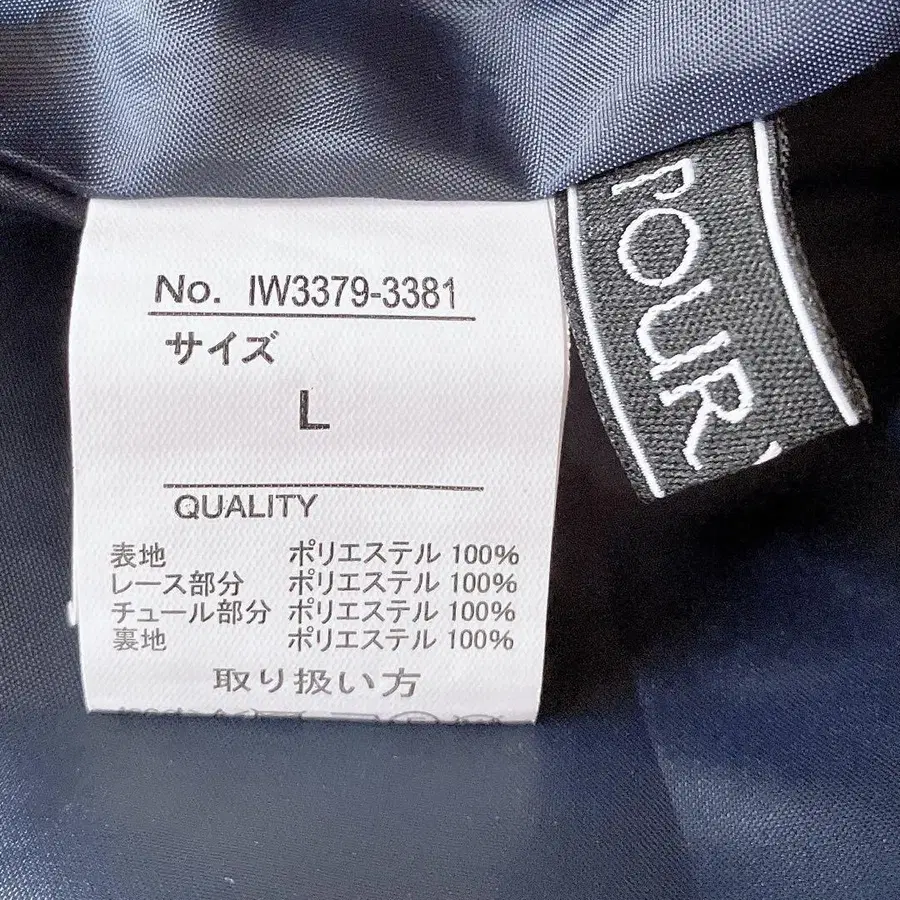 No. IW3379-3381
サイズ
L
QUALITY
表地 ポリエステル 100%
レース部分 ポリエステル 100%
チュール部分 ポリエステル 100%
裏地 ポリエステル 100%
取り扱い方
POUR